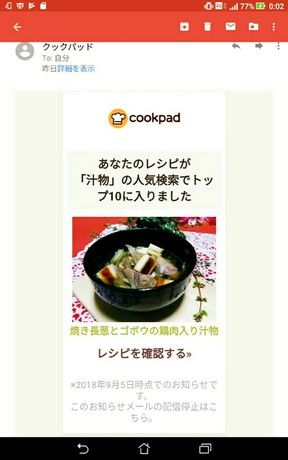 77% 0:02
クックパッド
To: 自分
昨日詳細を表示
cookpad
あなたのレシピが
「汁物」の人気検索でトッ
プ10に入りました
焼き長葱とゴボウの鶏肉入り汁物
レシピを確認する»
※2018年9月5日時点でのお知らせで
す。
このお知らせメールの配信停止はこ
ちら。